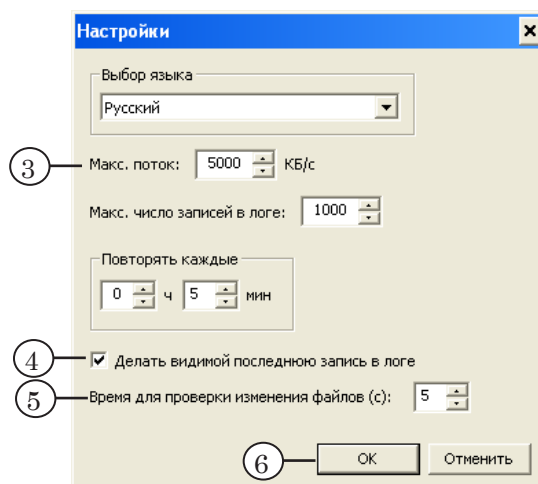 Настройки
Выбор языка
Русский
3 Макс. поток: 5000 КБ/с
Макс. число записей в логе: 1000
Повторять каждые
0 ч 5 мин
4 Делать видимой последнюю запись в логе
5 Время для проверки изменения файлов (с): 5
6 OK Отменить